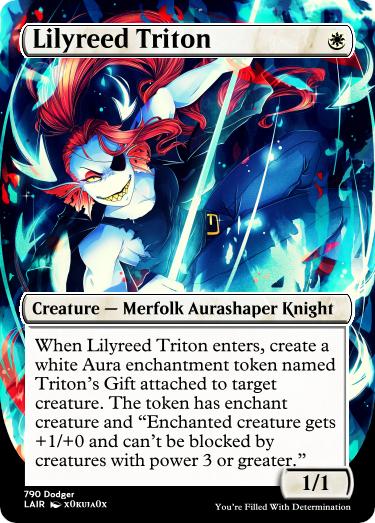 Lilyreed Triton
Creature — Merfolk Aurashaper Knight
When Lilyreed Triton enters, create a
white Aura enchantment token named
Triton's Gift attached to target
creature. The token has enchant
creature and “Enchanted creature gets
+1/+0 and can't be blocked by
creatures with power 3 or greater.”
1/1
790 Dodger
LAIR x0ĸυтa0x
You're Filled With Determination